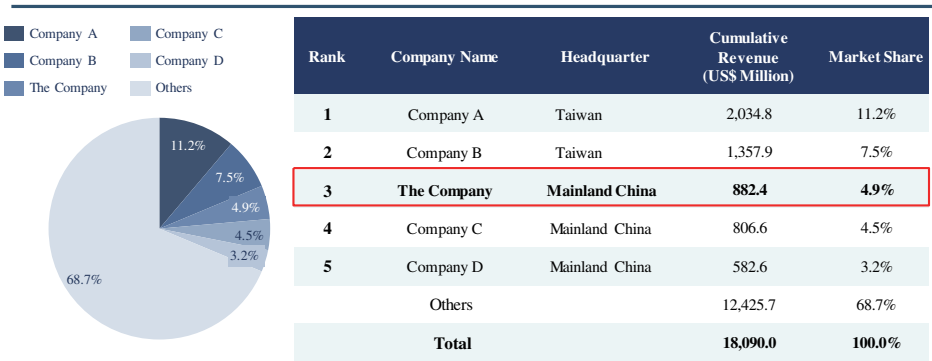 Company A
Company C
Company B
Company D
The Company
Others
11.2%
7.5%
4.9%
4.5%
3.2%
68.7%
Rank Company Name Headquarter Cumulative Revenue (US$ Million) Market Share
1 Company A Taiwan 2,034.8 11.2%
2 Company B Taiwan 1,357.9 7.5%
3 The Company Mainland China 882.4 4.9%
4 Company C Mainland China 806.6 4.5%
5 Company D Mainland China 582.6 3.2%
Others 12,425.7 68.7%
Total 18,090.0 100.0%